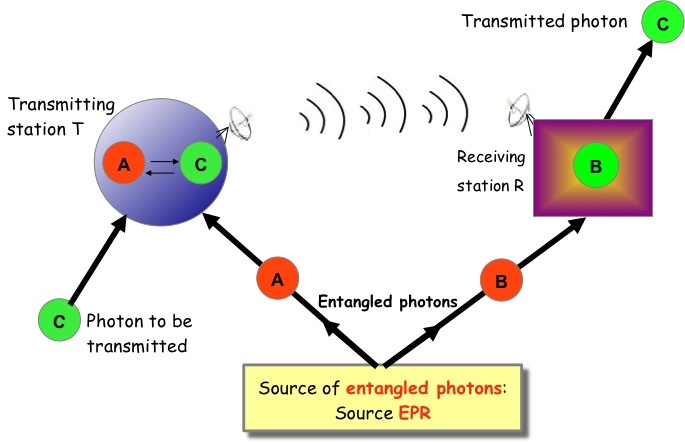 Transmitted photon
C
Transmitting
station T
A
C
Receiving
station R
B
A
B
Entangled photons
C
Photon to be
transmitted
Source of entangled photons:
Source EPR